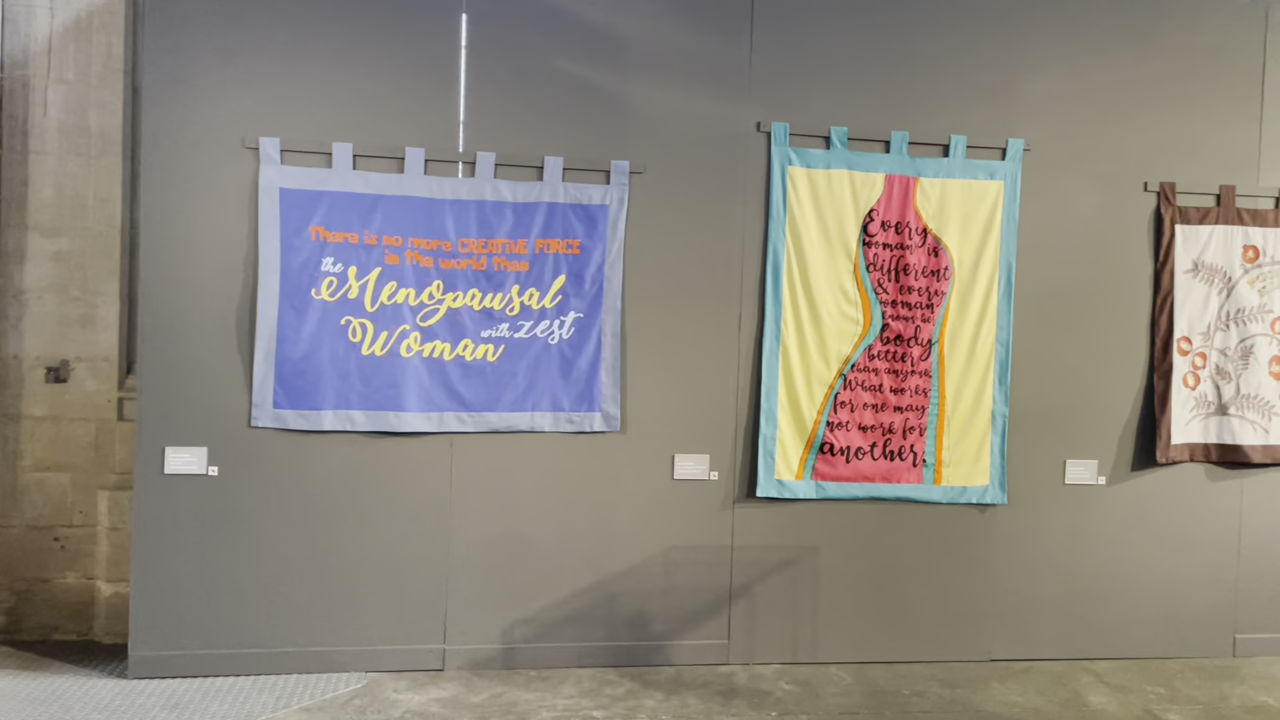 There is no more CREATIVE FORCE
in the world than
the
Menopausal
Woman with zest
Every
woman is
different
& every
woman
knows her
body
better
than anyone.
What works
for one may
not work for
another.